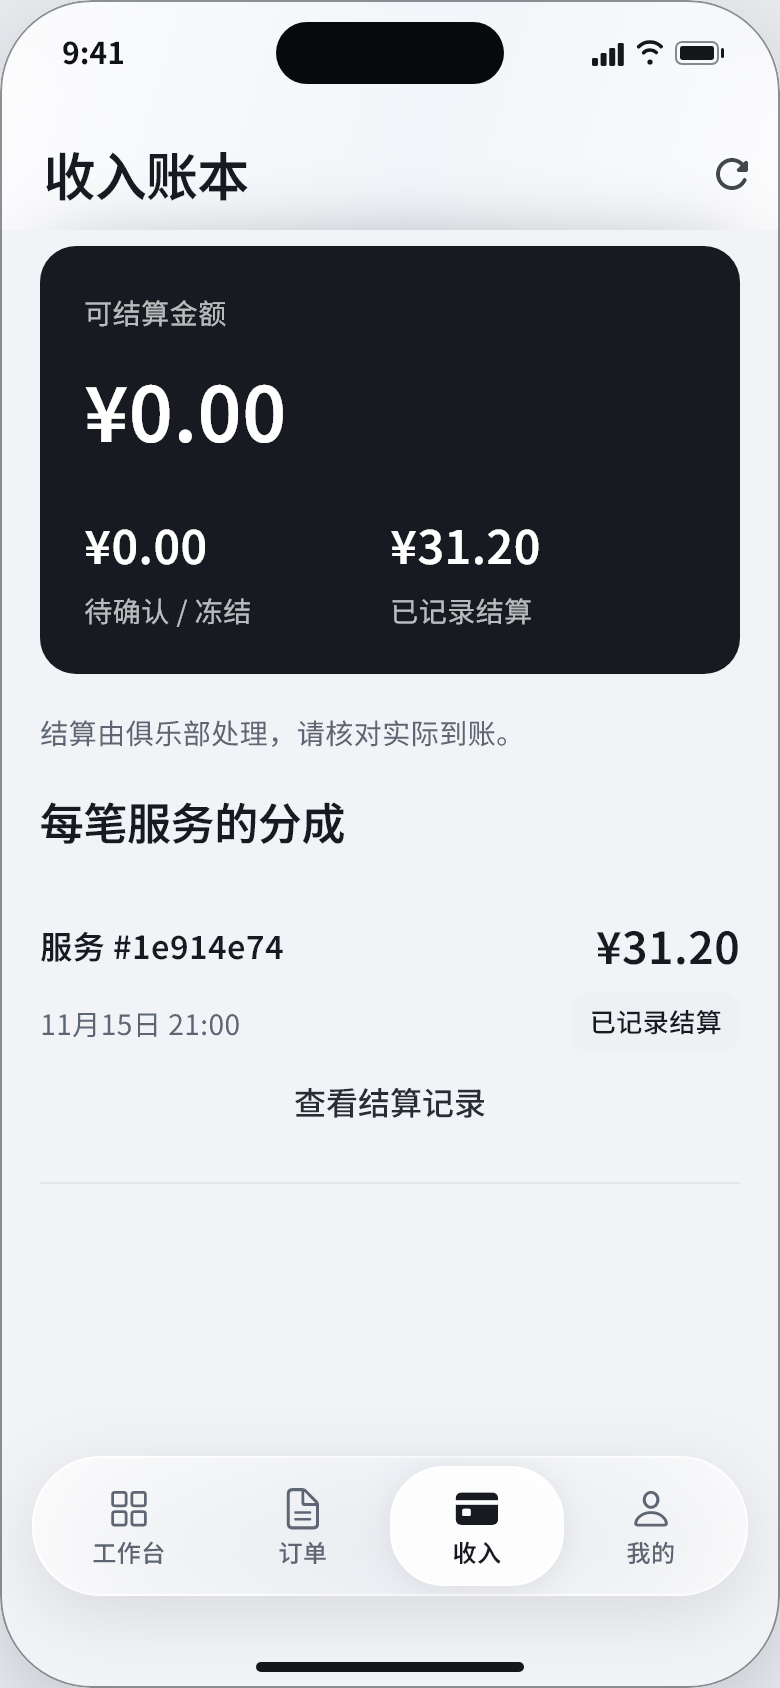 9:41
收入账本
可结算金额
¥0.00
¥0.00 ¥31.20
待确认 / 冻结 已记录结算
结算由俱乐部处理，请核对实际到账。
每笔服务的分成
服务 #1e914e74 ¥31.20
11月15日 21:00 已记录结算
查看结算记录
工作台 订单 收入 我的